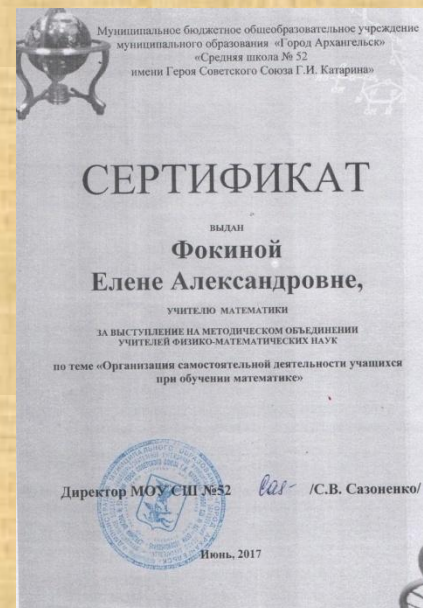 Муниципальное бюджетное общеобразовательное учреждение
муниципального образования «Город Архангельск»
«Средняя школа № 52
имени Героя Советского Союза Г.И. Катарина»
СЕРТИФИКАТ
ВЫДАН
Фокиной
Елене Александровне,
УЧИТЕЛЮ МАТЕМАТИКИ
ЗА ВЫСТУПЛЕНИЕ НА МЕТОДИЧЕСКОМ ОБЪЕДИНЕНИИ
УЧИТЕЛЕЙ ФИЗИКО-МАТЕМАТИЧЕСКИХ НАУК
по теме «Организация самостоятельной деятельности учащихся
при обучении математике»
Директор МОУ СШ №52 /С.В. Сазоненко/
Июнь, 2017